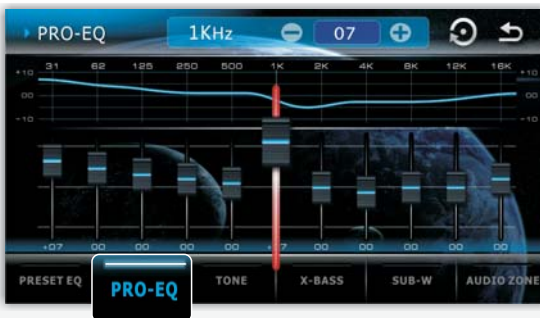 PRO-EQ 1KHz 07
31 62 125 250 500 1K 2K 4K 8K 12K 16K
+10 +10
00 00
-10 -10
+07 00 00 00 00 00 00 00 00 00
PRESET EQ PRO-EQ TONE X-BASS SUB-W AUDIO ZONE